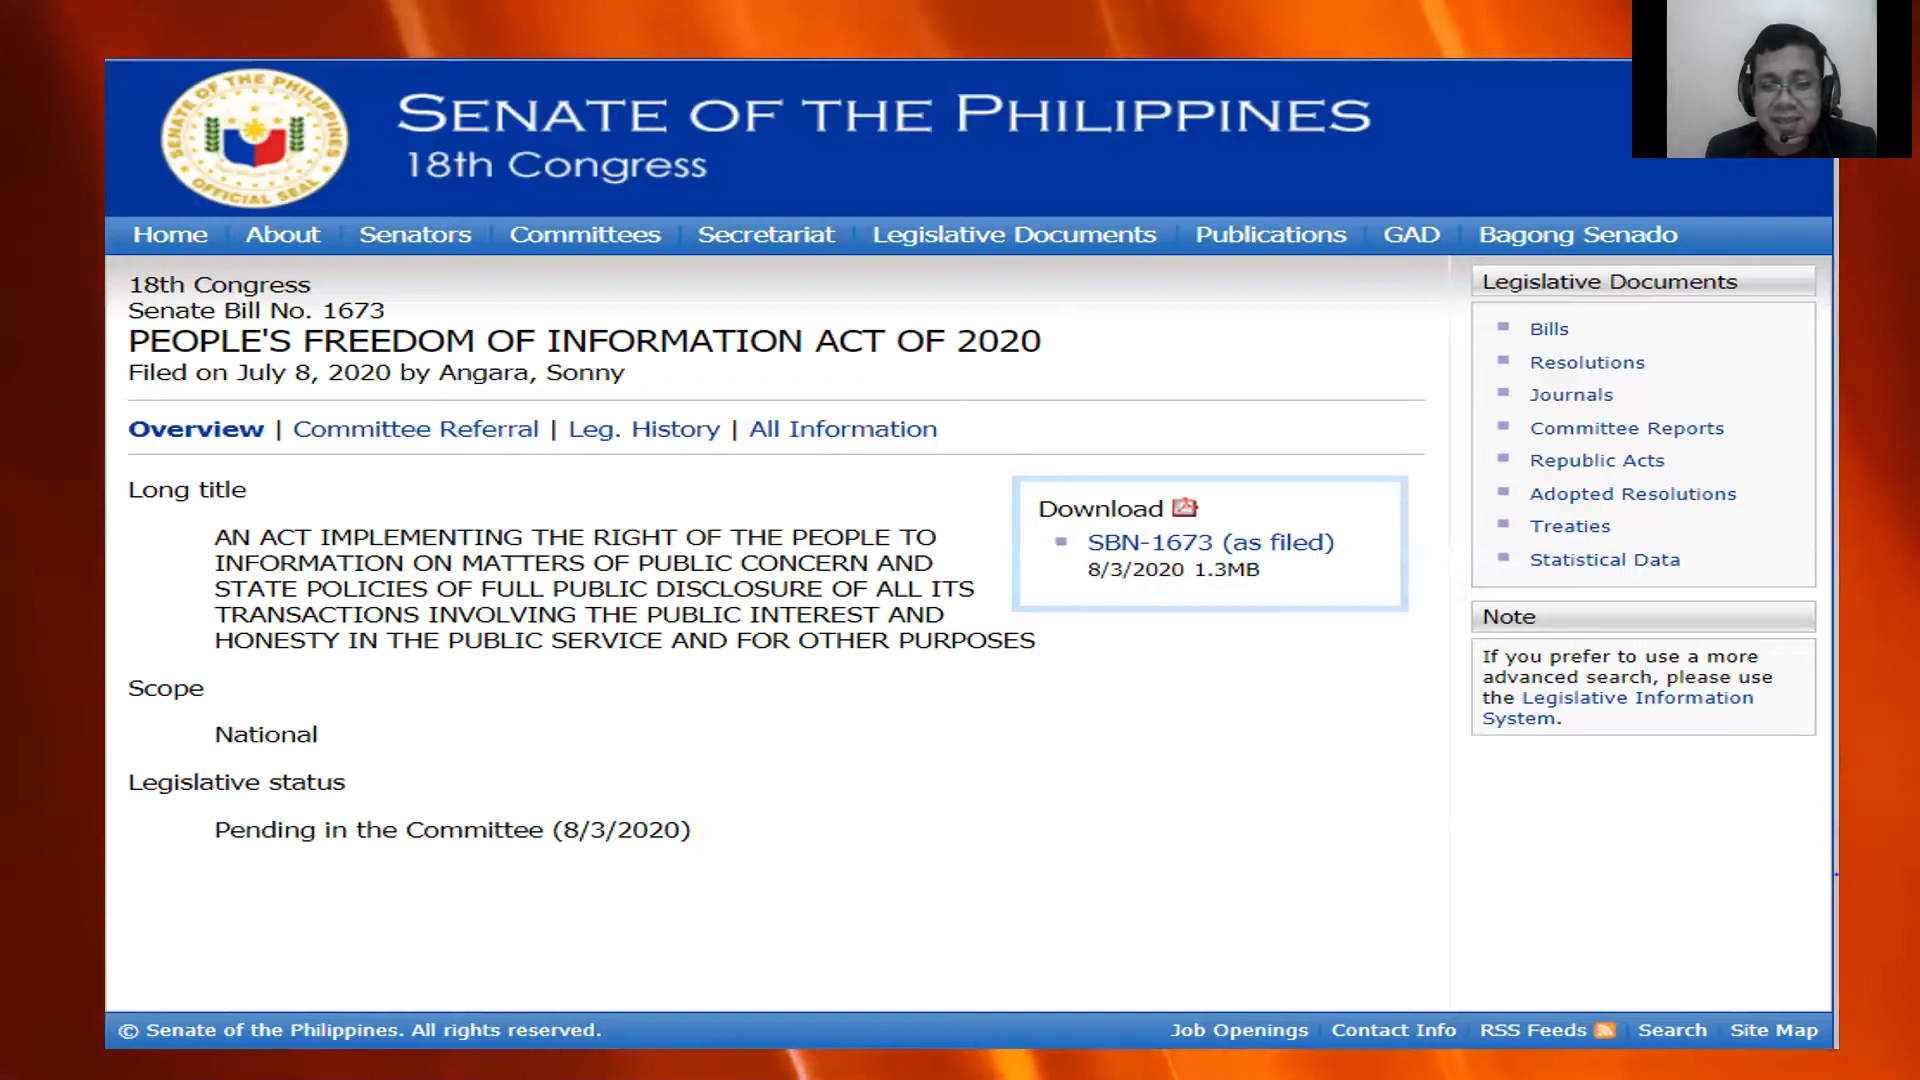 SENATE OF THE PHILIPPINES
OFFICIAL SEAL
SENATE OF THE PHILIPPINES
18th Congress
Home
About
Senators
Committees
Secretariat
Legislative Documents
Publications
GAD
Bagong Senado
18th Congress
Senate Bill No. 1673
PEOPLE'S FREEDOM OF INFORMATION ACT OF 2020
Filed on July 8, 2020 by Angara, Sonny
Overview | Committee Referral | Leg. History | All Information
Long title
AN ACT IMPLEMENTING THE RIGHT OF THE PEOPLE TO
INFORMATION ON MATTERS OF PUBLIC CONCERN AND
STATE POLICIES OF FULL PUBLIC DISCLOSURE OF ALL ITS
TRANSACTIONS INVOLVING THE PUBLIC INTEREST AND
HONESTY IN THE PUBLIC SERVICE AND FOR OTHER PURPOSES
Download
SBN-1673 (as filed)
8/3/2020 1.3MB
Scope
National
Legislative status
Pending in the Committee (8/3/2020)
Legislative Documents
Bills
Resolutions
Journals
Committee Reports
Republic Acts
Adopted Resolutions
Treaties
Statistical Data
Note
If you prefer to use a more
advanced search, please use
the Legislative Information
System.
© Senate of the Philippines. All rights reserved.
Job Openings
Contact Info
RSS Feeds
Search
Site Map